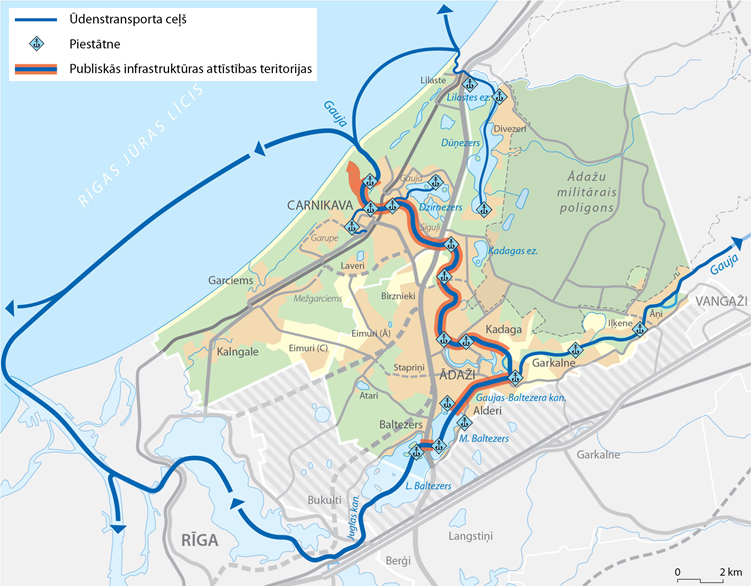 Ūdenstransporta ceļš
Piestātne
Publiskās infrastruktūras attīstības teritorijas
Lilaste
Lilastes ez.
Gauja
Divezeri
RĪGAS JŪRAS LĪCIS
Dūņezers
Ādažu
militārais
poligons
Gauja
CARNIKAVA
Dzirnezers
Siguļi
Garupe
Kadagas ez.
Gauja
Laveri
Garciems
Mežgarciems
Birznieki
VANGAŽI
Āņi
Iļķene
Eimuri (Ā)
Kadaga
Kalngale
Eimuri (C)
Garkalne
Stapriņi
ĀDAŽI
Atari
Gaujas-Baltezera kan.
Alderi
Baltezers
M. Baltezers
Garkalne
L. Baltezers
Bukulti
Juglas kan.
RĪGA
Langstiņi
Berģi
0 2 km